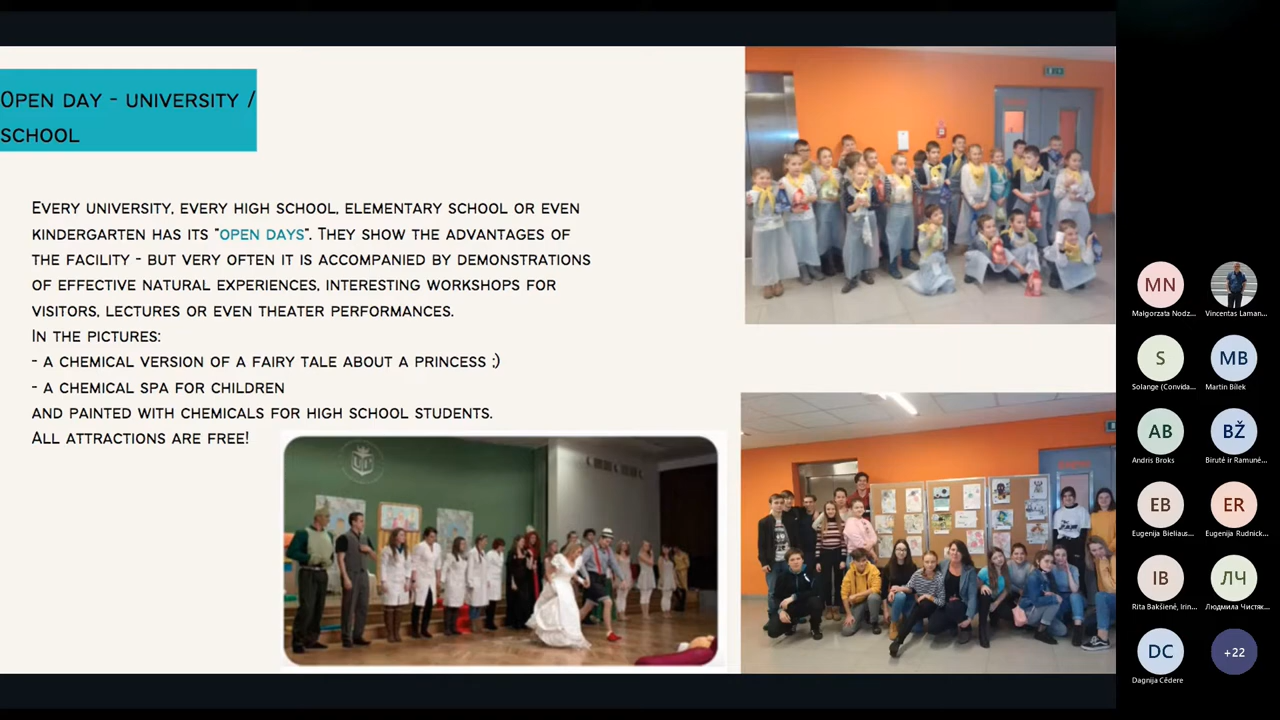 OPEN DAY - UNIVERSITY /
SCHOOL
EVERY UNIVERSITY, EVERY HIGH SCHOOL, ELEMENTARY SCHOOL OR EVEN
KINDERGARTEN HAS ITS "OPEN DAYS". THEY SHOW THE ADVANTAGES OF
THE FACILITY - BUT VERY OFTEN IT IS ACCOMPANIED BY DEMONSTRATIONS
OF EFFECTIVE NATURAL EXPERIENCES, INTERESTING WORKSHOPS FOR
VISITORS, LECTURES OR EVEN THEATER PERFORMANCES.
IN THE PICTURES:
- A CHEMICAL VERSION OF A FAIRY TALE ABOUT A PRINCESS ;)
- A CHEMICAL SPA FOR CHILDREN
AND PAINTED WITH CHEMICALS FOR HIGH SCHOOL STUDENTS.
ALL ATTRACTIONS ARE FREE!
MN
Małgorzata Nodz...
Vincentas Laman...
S
MB
Solange (Convida...
Martin Bílek
AB
BŽ
Andris Broks
Birutė ir Ramunė...
EB
ER
Eugenija Bieliaus...
Eugenija Rudnick...
IB
ЛЧ
Rita Bakšienė, Irin...
Людмила Чистяк...
DC
+22
Dagnija Cēdere